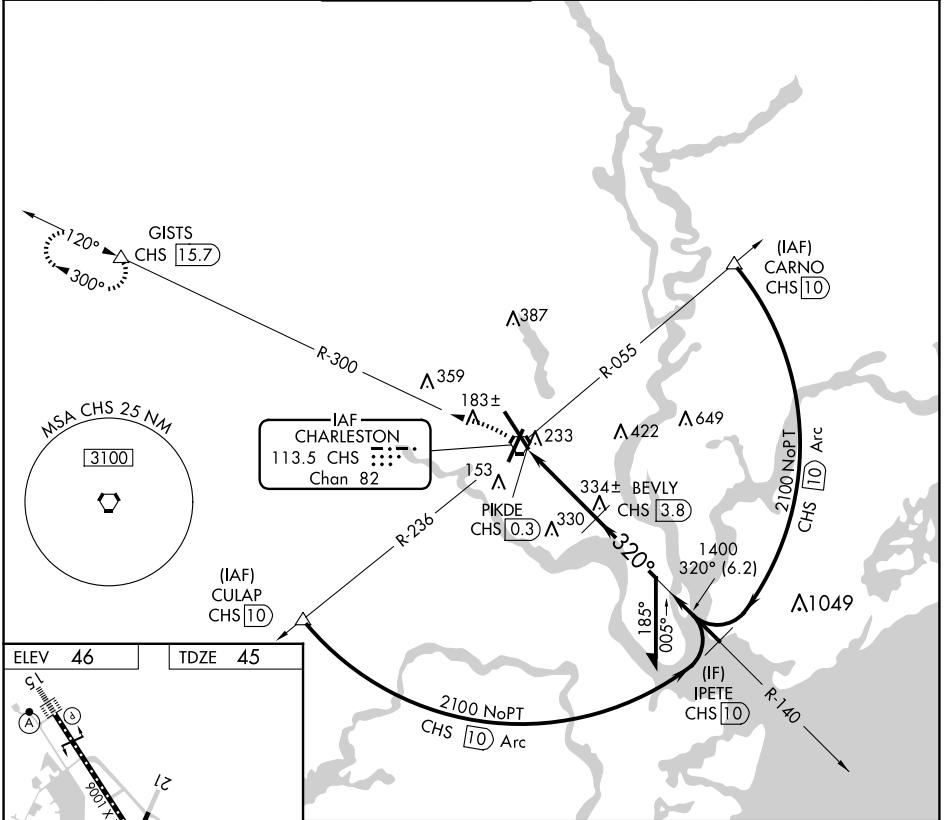 GISTS
CHS 15.7
120°
300°
(IAF)
CARNO
CHS 10
387
R-300
R-055
359
183±
MSA CHS 25 NM
3100
IAF
CHARLESTON
113.5 CHS
Chan 82
233
422
649
153
334± BEVLY
CHS 3.8
PIKDE
CHS 0.3
330
R-236
320°
2100 NoPT
CHS 10 Arc
1400
320° (6.2)
1049
(IAF)
CULAP
CHS 10
185°
005°
(IF)
IPETE
CHS 10
R-140
2100 NoPT
CHS 10 Arc
ELEV 46
TDZE 45
15
A
P
21
9001 X